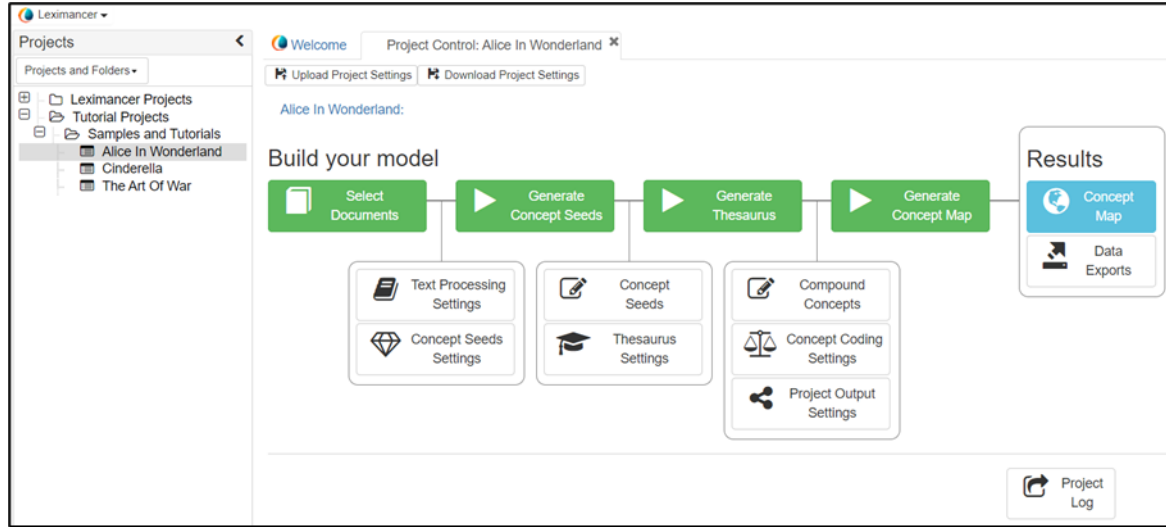 Leximancer
Projects
Projects and Folders
Leximancer Projects
Tutorial Projects
Samples and Tutorials
Alice In Wonderland
Cinderella
The Art Of War
Welcome
Project Control: Alice In Wonderland
Upload Project Settings
Download Project Settings
Alice In Wonderland:
Build your model
Select
Documents
Generate
Concept Seeds
Generate
Thesaurus
Generate
Concept Map
Results
Concept
Map
Data
Exports
Text Processing
Settings
Concept Seeds
Settings
Concept
Seeds
Thesaurus
Settings
Compound
Concepts
Concept Coding
Settings
Project Output
Settings
Project
Log